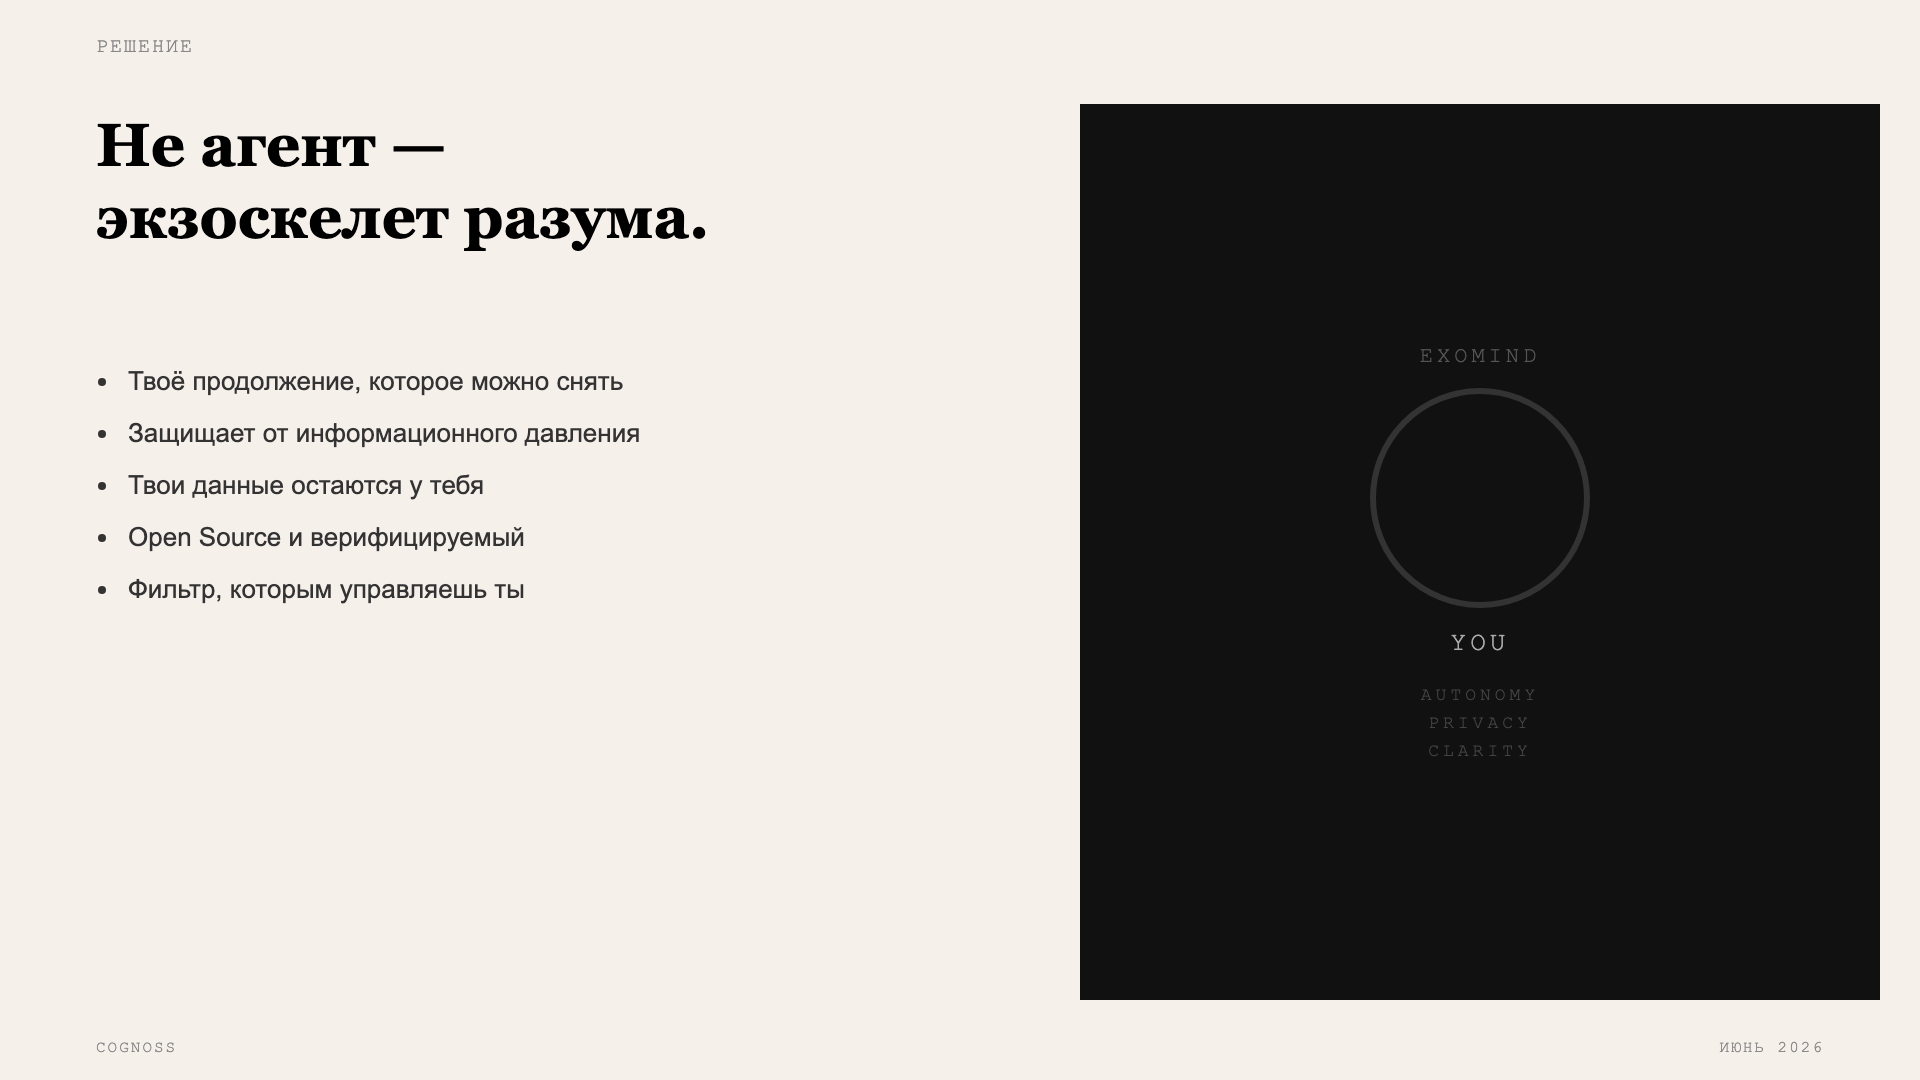 РЕШЕНИЕ
Не агент —
экзоскелет разума.
• Твоё продолжение, которое можно снять
• Защищает от информационного давления
• Твои данные остаются у тебя
• Open Source и верифицируемый
• Фильтр, которым управляешь ты
EXOMIND
YOU
AUTONOMY
PRIVACY
CLARITY
COGNOSS
ИЮНЬ 2026